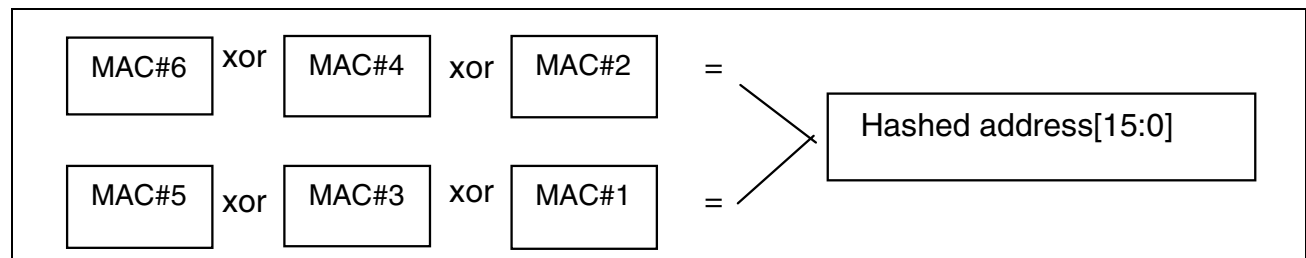 MAC#6 xor MAC#4 xor MAC#2 =
Hashed address[15:0]
MAC#5 xor MAC#3 xor MAC#1 =